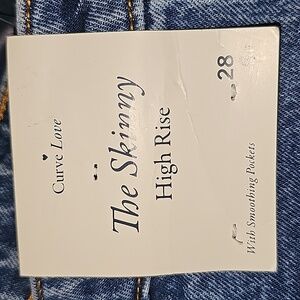 Curve Love
The Skinny
High Rise
28
With Smoothing Pockets